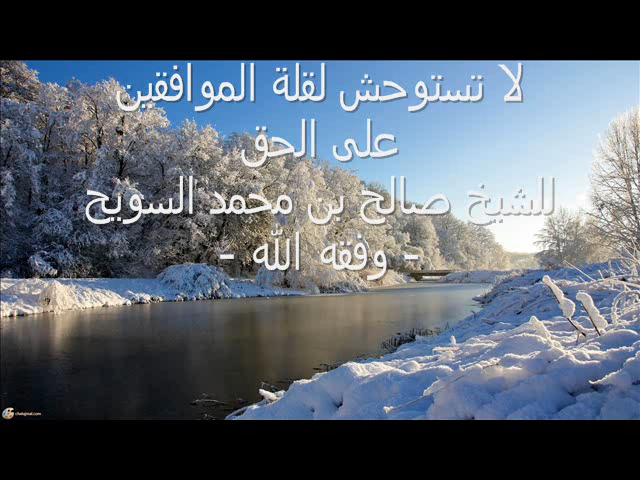 لا تستوحش لقلة الموافقين
على الحق
للشيخ صالح بن محمد السويح
- وفقه الله -